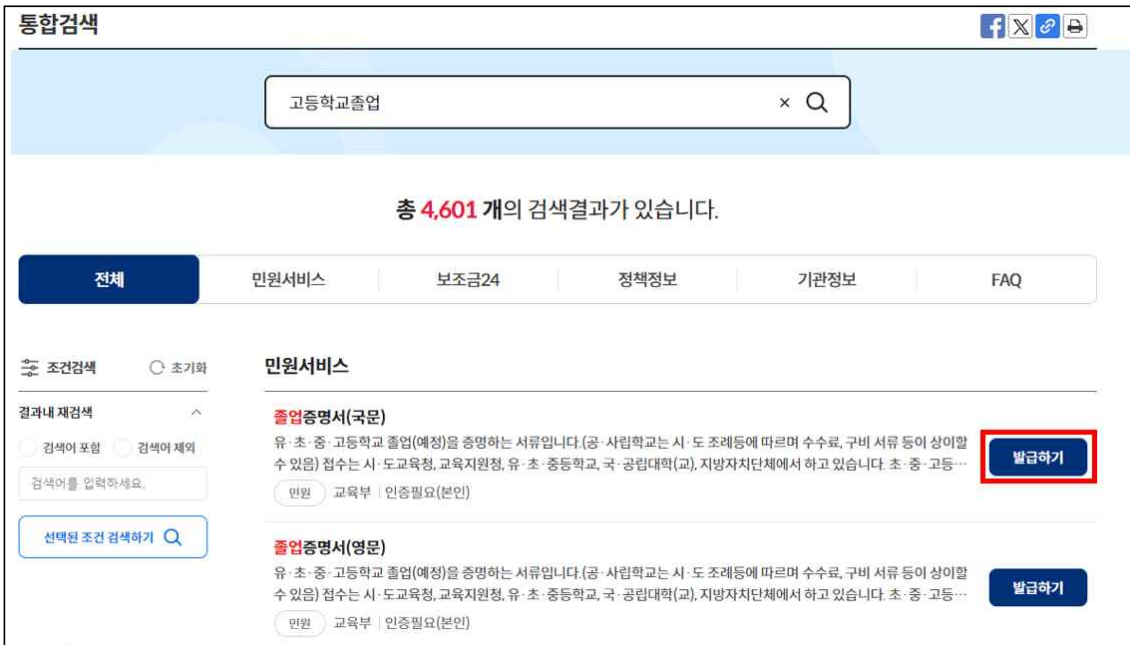 통합검색
고등학교졸업
총 4,601 개의 검색결과가 있습니다.
전체 민원서비스 보조금24 정책정보 기관정보 FAQ
조건검색 초기화
결과내 재검색
검색어 포함 검색어 제외
검색어를 입력하세요.
선택된 조건 검색하기
민원서비스
졸업증명서(국문)
유·초·중·고등학교 졸업(예정)을 증명하는 서류입니다.(공·사립학교는 시·도 조례등에 따르며 수수료, 구비 서류 등이 상이할
수 있음) 접수는 시·도교육청, 교육지원청, 유·초·중등학교, 국·공립대학(교), 지방자치단체에서 하고 있습니다. 초·중·고등…
민원 교육부 인증필요(본인)
발급하기
졸업증명서(영문)
유·초·중·고등학교 졸업(예정)을 증명하는 서류입니다.(공·사립학교는 시·도 조례등에 따르며 수수료, 구비 서류 등이 상이할
수 있음) 접수는 시·도교육청, 교육지원청, 유·초·중등학교, 국·공립대학(교), 지방자치단체에서 하고 있습니다. 초·중·고등…
민원 교육부 인증필요(본인)
발급하기